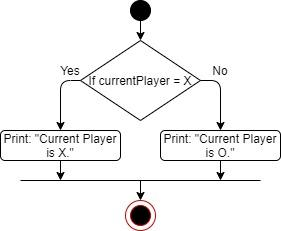 Yes
No
If currentPlayer = X
Print: "Current Player
is X."
Print: "Current Player
is O."